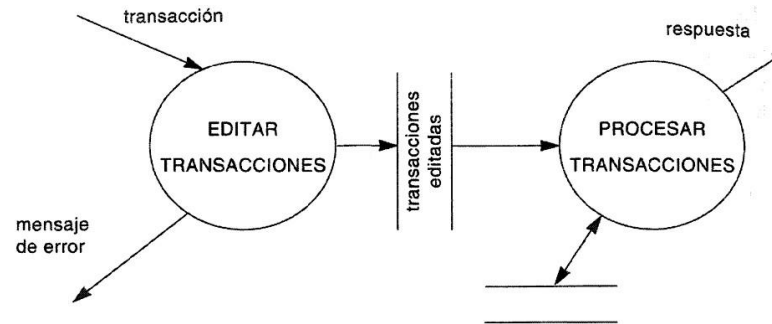 transacción
respuesta
EDITAR
TRANSACCIONES
transacciones
editadas
PROCESAR
TRANSACCIONES
mensaje
de error